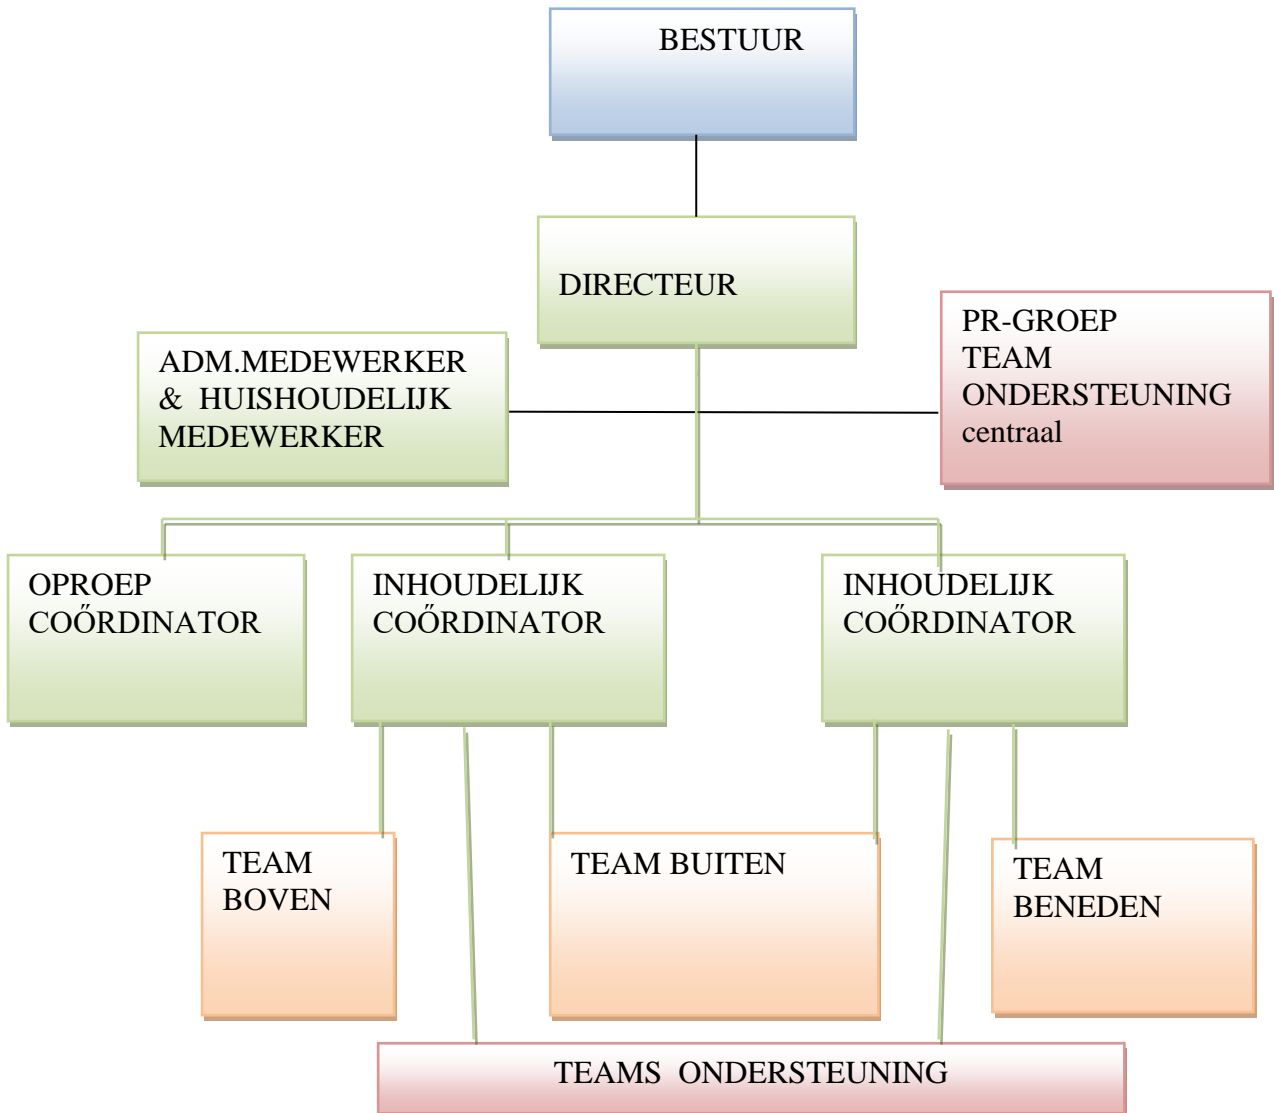 BESTUUR
DIRECTEUR
PR-GROEP
TEAM
ONDERSTEUNING
centraal
ADM.MEDEWERKER
& HUISHOUDELIJK
MEDEWERKER
OPROEP
COŐRDINATOR
INHOUDELIJK
COŐRDINATOR
INHOUDELIJK
COŐRDINATOR
TEAM
BOVEN
TEAM BUITEN
TEAM
BENEDEN
TEAMS ONDERSTEUNING